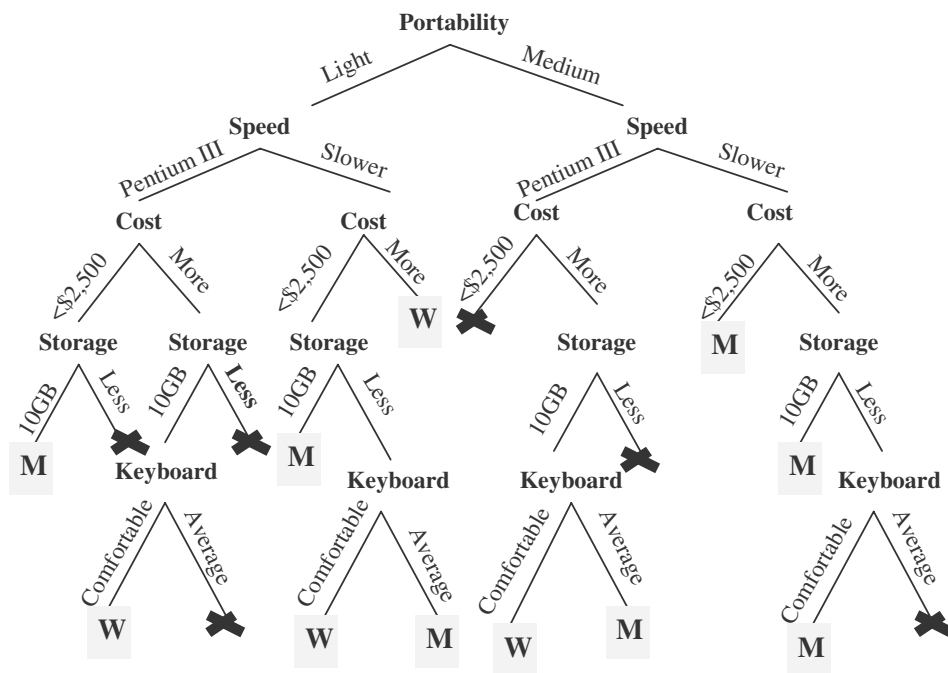 Portability
Light Medium
Speed Speed
Pentium III Slower Pentium III Slower
Cost Cost Cost Cost
<$2,500 More <$2,500 More <$2,500 More <$2,500 More
W M
Storage Storage Storage Storage Storage
10GB Less 10GB Less 10GB Less 10GB Less 10GB Less
M M M
Keyboard Keyboard Keyboard Keyboard
Comfortable Average Comfortable Average Comfortable Average Comfortable Average
W W M W M M